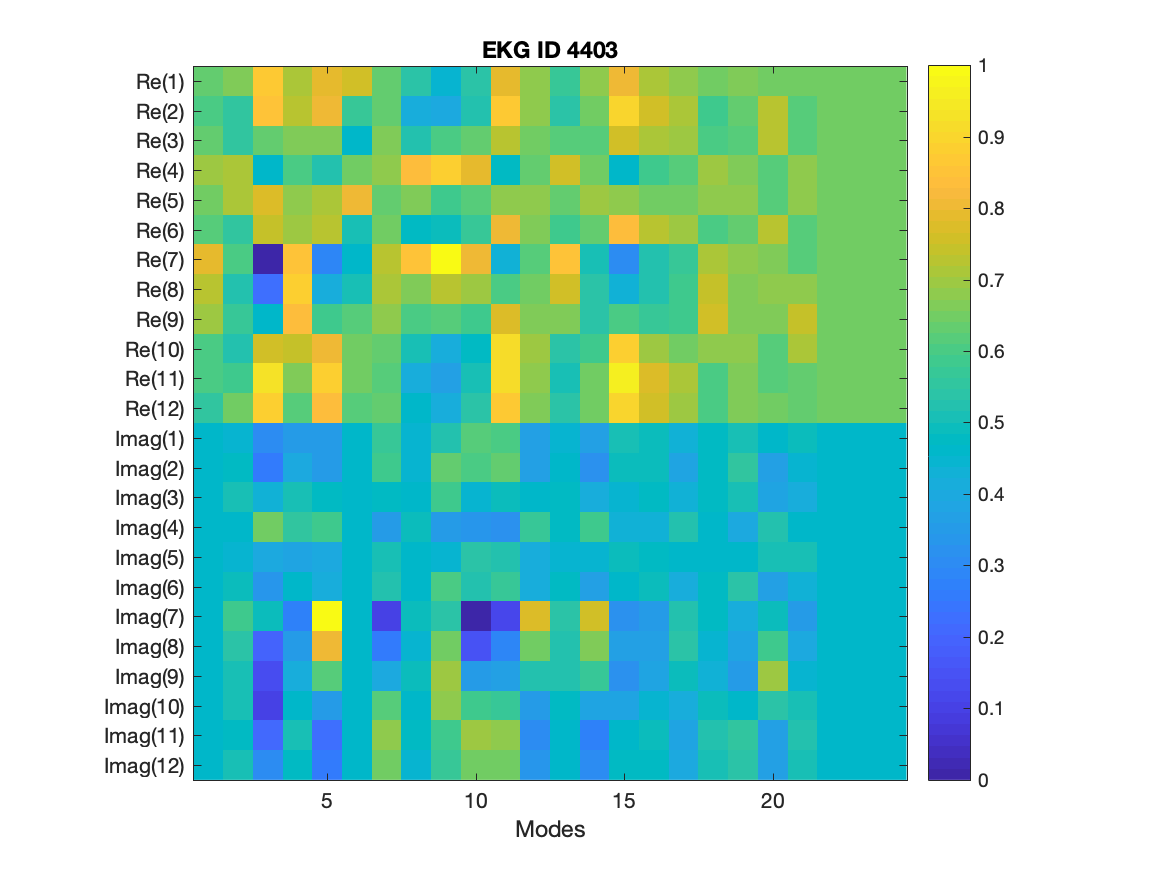 EKG ID 4403
Re(1)
Re(2)
Re(3)
Re(4)
Re(5)
Re(6)
Re(7)
Re(8)
Re(9)
Re(10)
Re(11)
Re(12)
Imag(1)
Imag(2)
Imag(3)
Imag(4)
Imag(5)
Imag(6)
Imag(7)
Imag(8)
Imag(9)
Imag(10)
Imag(11)
Imag(12)
5 10 15 20
Modes
1
0.9
0.8
0.7
0.6
0.5
0.4
0.3
0.2
0.1
0